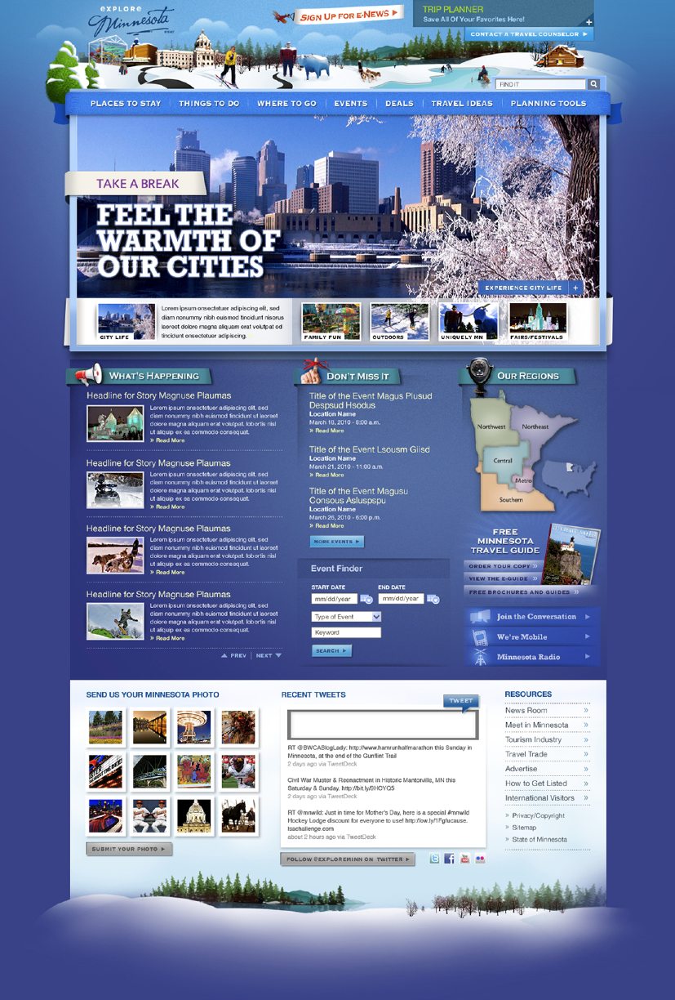 EXPLORE
Minnesota
SIGN UP FOR E-NEWS
TRIP PLANNER
Save All Of Your Favorites Here!
CONTACT A TRAVEL COUNSELOR
FIND IT
PLACES TO STAY
THINGS TO DO
WHERE TO GO
EVENTS
DEALS
TRAVEL IDEAS
PLANNING TOOLS
TAKE A BREAK
FEEL THE
WARMTH OF
OUR CITIES
EXPERIENCE CITY LIFE +
CITY LIFE
Lorem ipsum onsectetuer adipiscing elit, sed
diam nonummy nibh euismod tincidunt nisorus
laoreet dolore magna aliquam erat volutpat od
tincidunt onsectetuer adipiscing.
FAMILY FUN
OUTDOORS
UNIQUELY MN
FAIRS/FESTIVALS
WHAT'S HAPPENING
Headline for Story Magnuse Plaumas
Lorem ipsum onsectetuer adipiscing elit, sed
diam nonummy nibh euismod tincidunt ut laoreet
dolore magna aliquam erat volutpat. lobortis nisl
ut aliquip ex ea commodo consequat.
» Read More
Headline for Story Magnuse Plaumas
Lorem ipsum onsectetuer adipiscing elit, sed
diam nonummy nibh euismod tincidunt ut laoreet
dolore magna aliquam erat volutpat. lobortis nisl
ut aliquip ex ea commodo consequat.
» Read More
Headline for Story Magnuse Plaumas
Lorem ipsum onsectetuer adipiscing elit, sed
diam nonummy nibh euismod tincidunt ut laoreet
dolore magna aliquam erat volutpat. lobortis nisl
ut aliquip ex ea commodo consequat.
» Read More
Headline for Story Magnuse Plaumas
Lorem ipsum onsectetuer adipiscing elit, sed
diam nonummy nibh euismod tincidunt ut laoreet
dolore magna aliquam erat volutpat. lobortis nisl
ut aliquip ex ea commodo consequat.
» Read More
PREV | NEXT
DON'T MISS IT
Title of the Event Magus Plusud
Despsud Hsodus
Location Name
March 18, 2010 - 9:00 a.m.
» Read More
Title of the Event Lsousm Giisd
Location Name
March 21, 2010 - 11:00 a.m.
» Read More
Title of the Event Magusu
Consous Asluspspu
Location Name
March 26, 2010 - 6:00 p.m.
» Read More
MORE EVENTS
Event Finder
START DATE
END DATE
mm/dd/year
mm/dd/year
Type of Event
Keyword
SEARCH
OUR REGIONS
Northwest
Northeast
Central
Metro
Southern
FREE
MINNESOTA
TRAVEL GUIDE
ORDER YOUR COPY »
VIEW THE E-GUIDE »
FREE BROCHURES AND GUIDES »
Join the Conversation
We're Mobile
Minnesota Radio
SEND US YOUR MINNESOTA PHOTO
SUBMIT YOUR PHOTO
RECENT TWEETS
TWEET
RT @BWCABlogLady: http://www.hamrunhalfmarathon this Sunday in
Minnesota, at the end of the Gunflint Trail
2 days ago via TweetDeck
Civil War Muster & Reenactment in Historic Mantorville, MN this
Saturday & Sunday. http://bit.ly/9HCYQ5
2 days ago via TweetDeck
RT @mnwild: Just in time for Mother's Day, here is a special #mnwild
Hockey Lodge discount for everyone to use!
about 2 hours ago via TweetDeck
FOLLOW @EXPLOREMINN ON TWITTER
RESOURCES
News Room »
Meet in Minnesota »
Tourism Industry »
Travel Trade »
Advertise »
How to Get Listed »
International Visitors »
» Privacy/Copyright
» Sitemap
» State of Minnesota